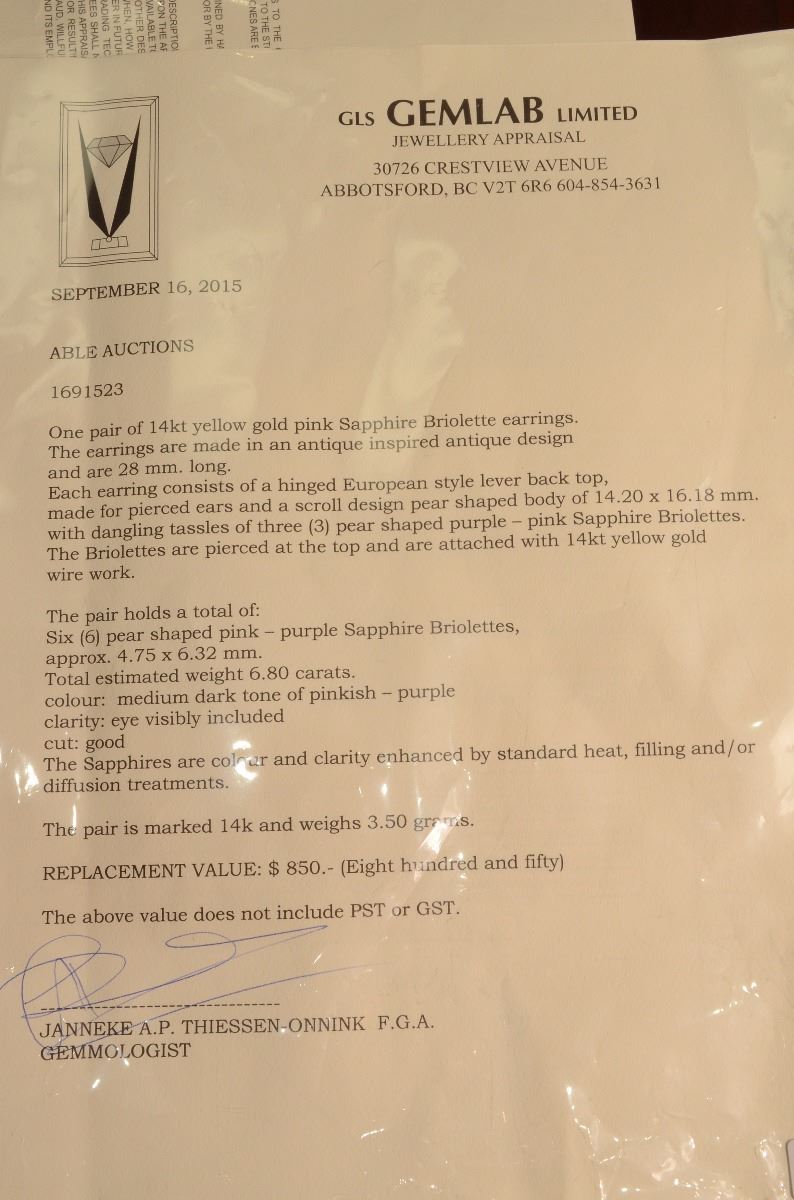 GLS GEMLAB LIMITED
JEWELLERY APPRAISAL
30726 CRESTVIEW AVENUE
ABBOTSFORD, BC V2T 6R6 604-854-3631
SEPTEMBER 16, 2015
ABLE AUCTIONS
1691523
One pair of 14kt yellow gold pink Sapphire Briolette earrings.
The earrings are made in an antique inspired antique design
and are 28 mm. long.
Each earring consists of a hinged European style lever back top,
made for pierced ears and a scroll design pear shaped body of 14.20 x 16.18 mm.
with dangling tassles of three (3) pear shaped purple – pink Sapphire Briolettes.
The Briolettes are pierced at the top and are attached with 14kt yellow gold
wire work.
The pair holds a total of:
Six (6) pear shaped pink – purple Sapphire Briolettes,
approx. 4.75 x 6.32 mm.
Total estimated weight 6.80 carats.
colour: medium dark tone of pinkish – purple
clarity: eye visibly included
cut: good
The Sapphires are colour and clarity enhanced by standard heat, filling and/or
diffusion treatments.
The pair is marked 14k and weighs 3.50 grams.
REPLACEMENT VALUE: $ 850.- (Eight hundred and fifty)
The above value does not include PST or GST.
JANNEKE A.P. THIESSEN-ONNINK F.G.A.
GEMMOLOGIST